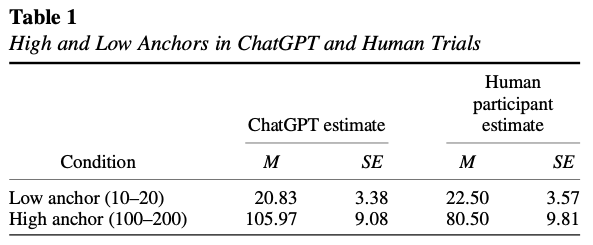 Table 1
High and Low Anchors in ChatGPT and Human Trials
Human
participant
ChatGPT estimate estimate
Condition M SE M SE
Low anchor (10–20) 20.83 3.38 22.50 3.57
High anchor (100–200) 105.97 9.08 80.50 9.81